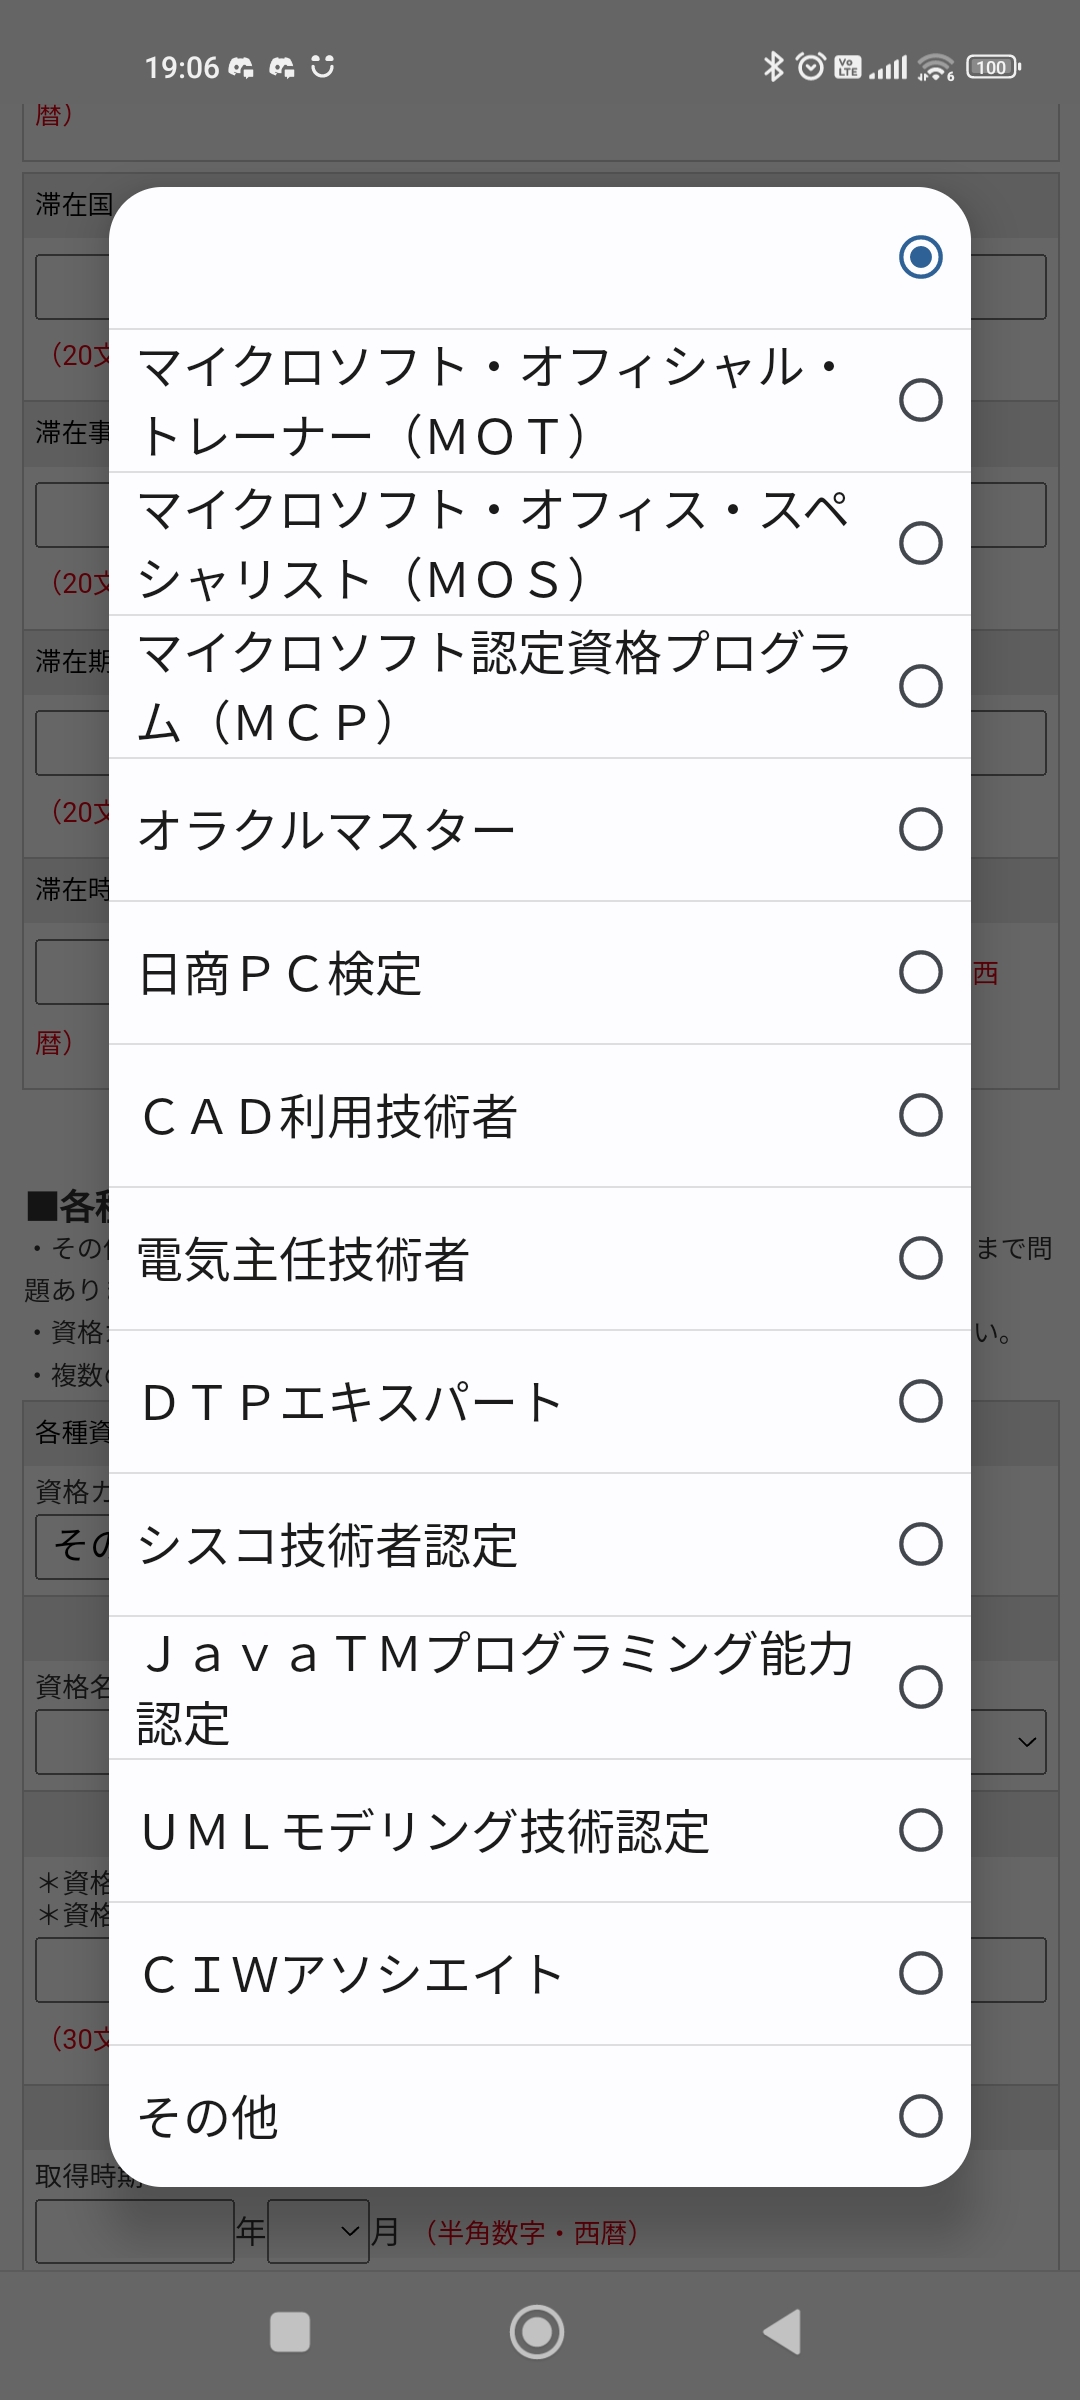 19:06
Vo LTE
6
100
暦）
滞在国
（20文
滞在事
（20文
滞在期
（20文
滞在時
西
暦）
■各種
・その
まで問
題あり
・資格
い。
・複数
各種資
資格カ
その
資格名
＊資格
＊資格
（30文
取得時期
年
月
（半角数字・西暦）
マイクロソフト・オフィシャル・
トレーナー（ＭＯＴ）
マイクロソフト・オフィス・スペ
シャリスト（ＭＯＳ）
マイクロソフト認定資格プログラ
ム（ＭＣＰ）
オラクルマスター
日商ＰＣ検定
ＣＡＤ利用技術者
電気主任技術者
ＤＴＰエキスパート
シスコ技術者認定
ＪａｖａＴＭプログラミング能力
認定
ＵＭＬモデリング技術認定
ＣＩＷアソシエイト
その他